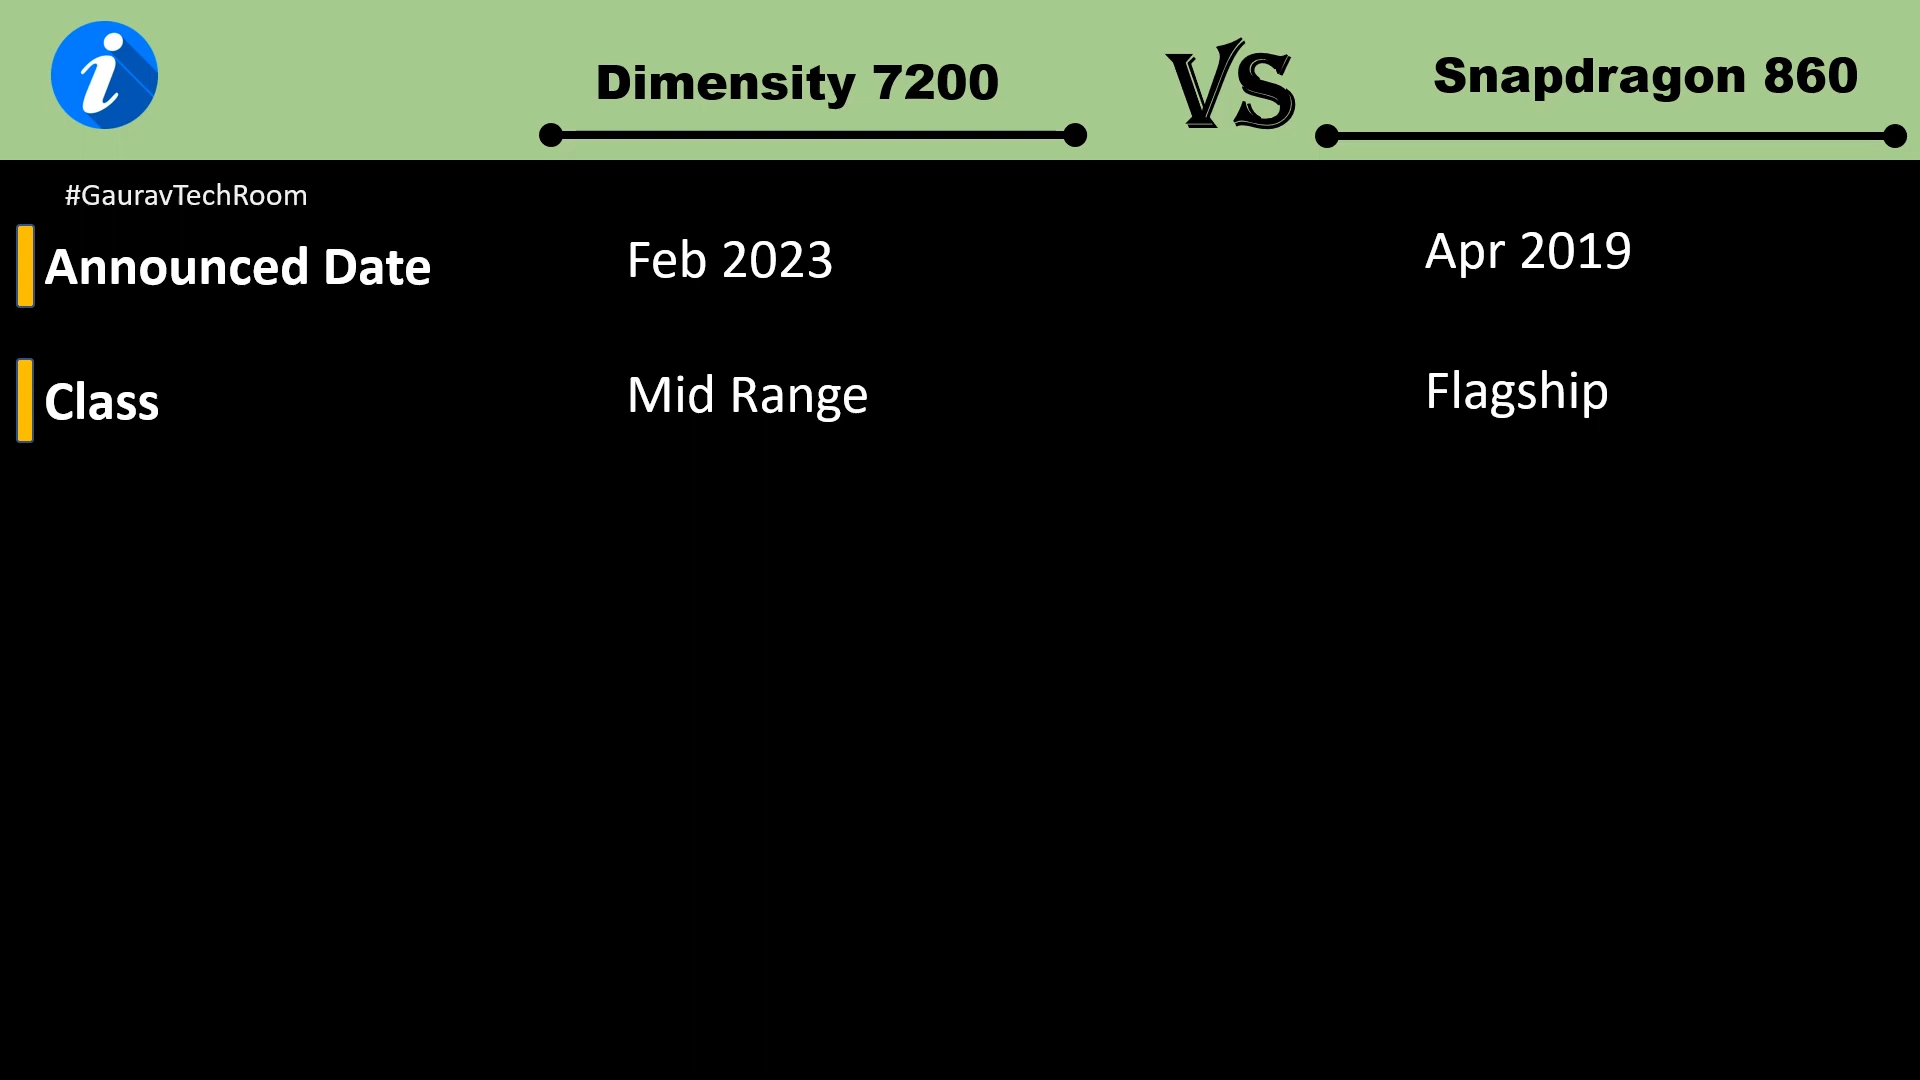 Dimensity 7200
VS
Snapdragon 860
#GauravTechRoom
Announced Date
Feb 2023
Apr 2019
Class
Mid Range
Flagship